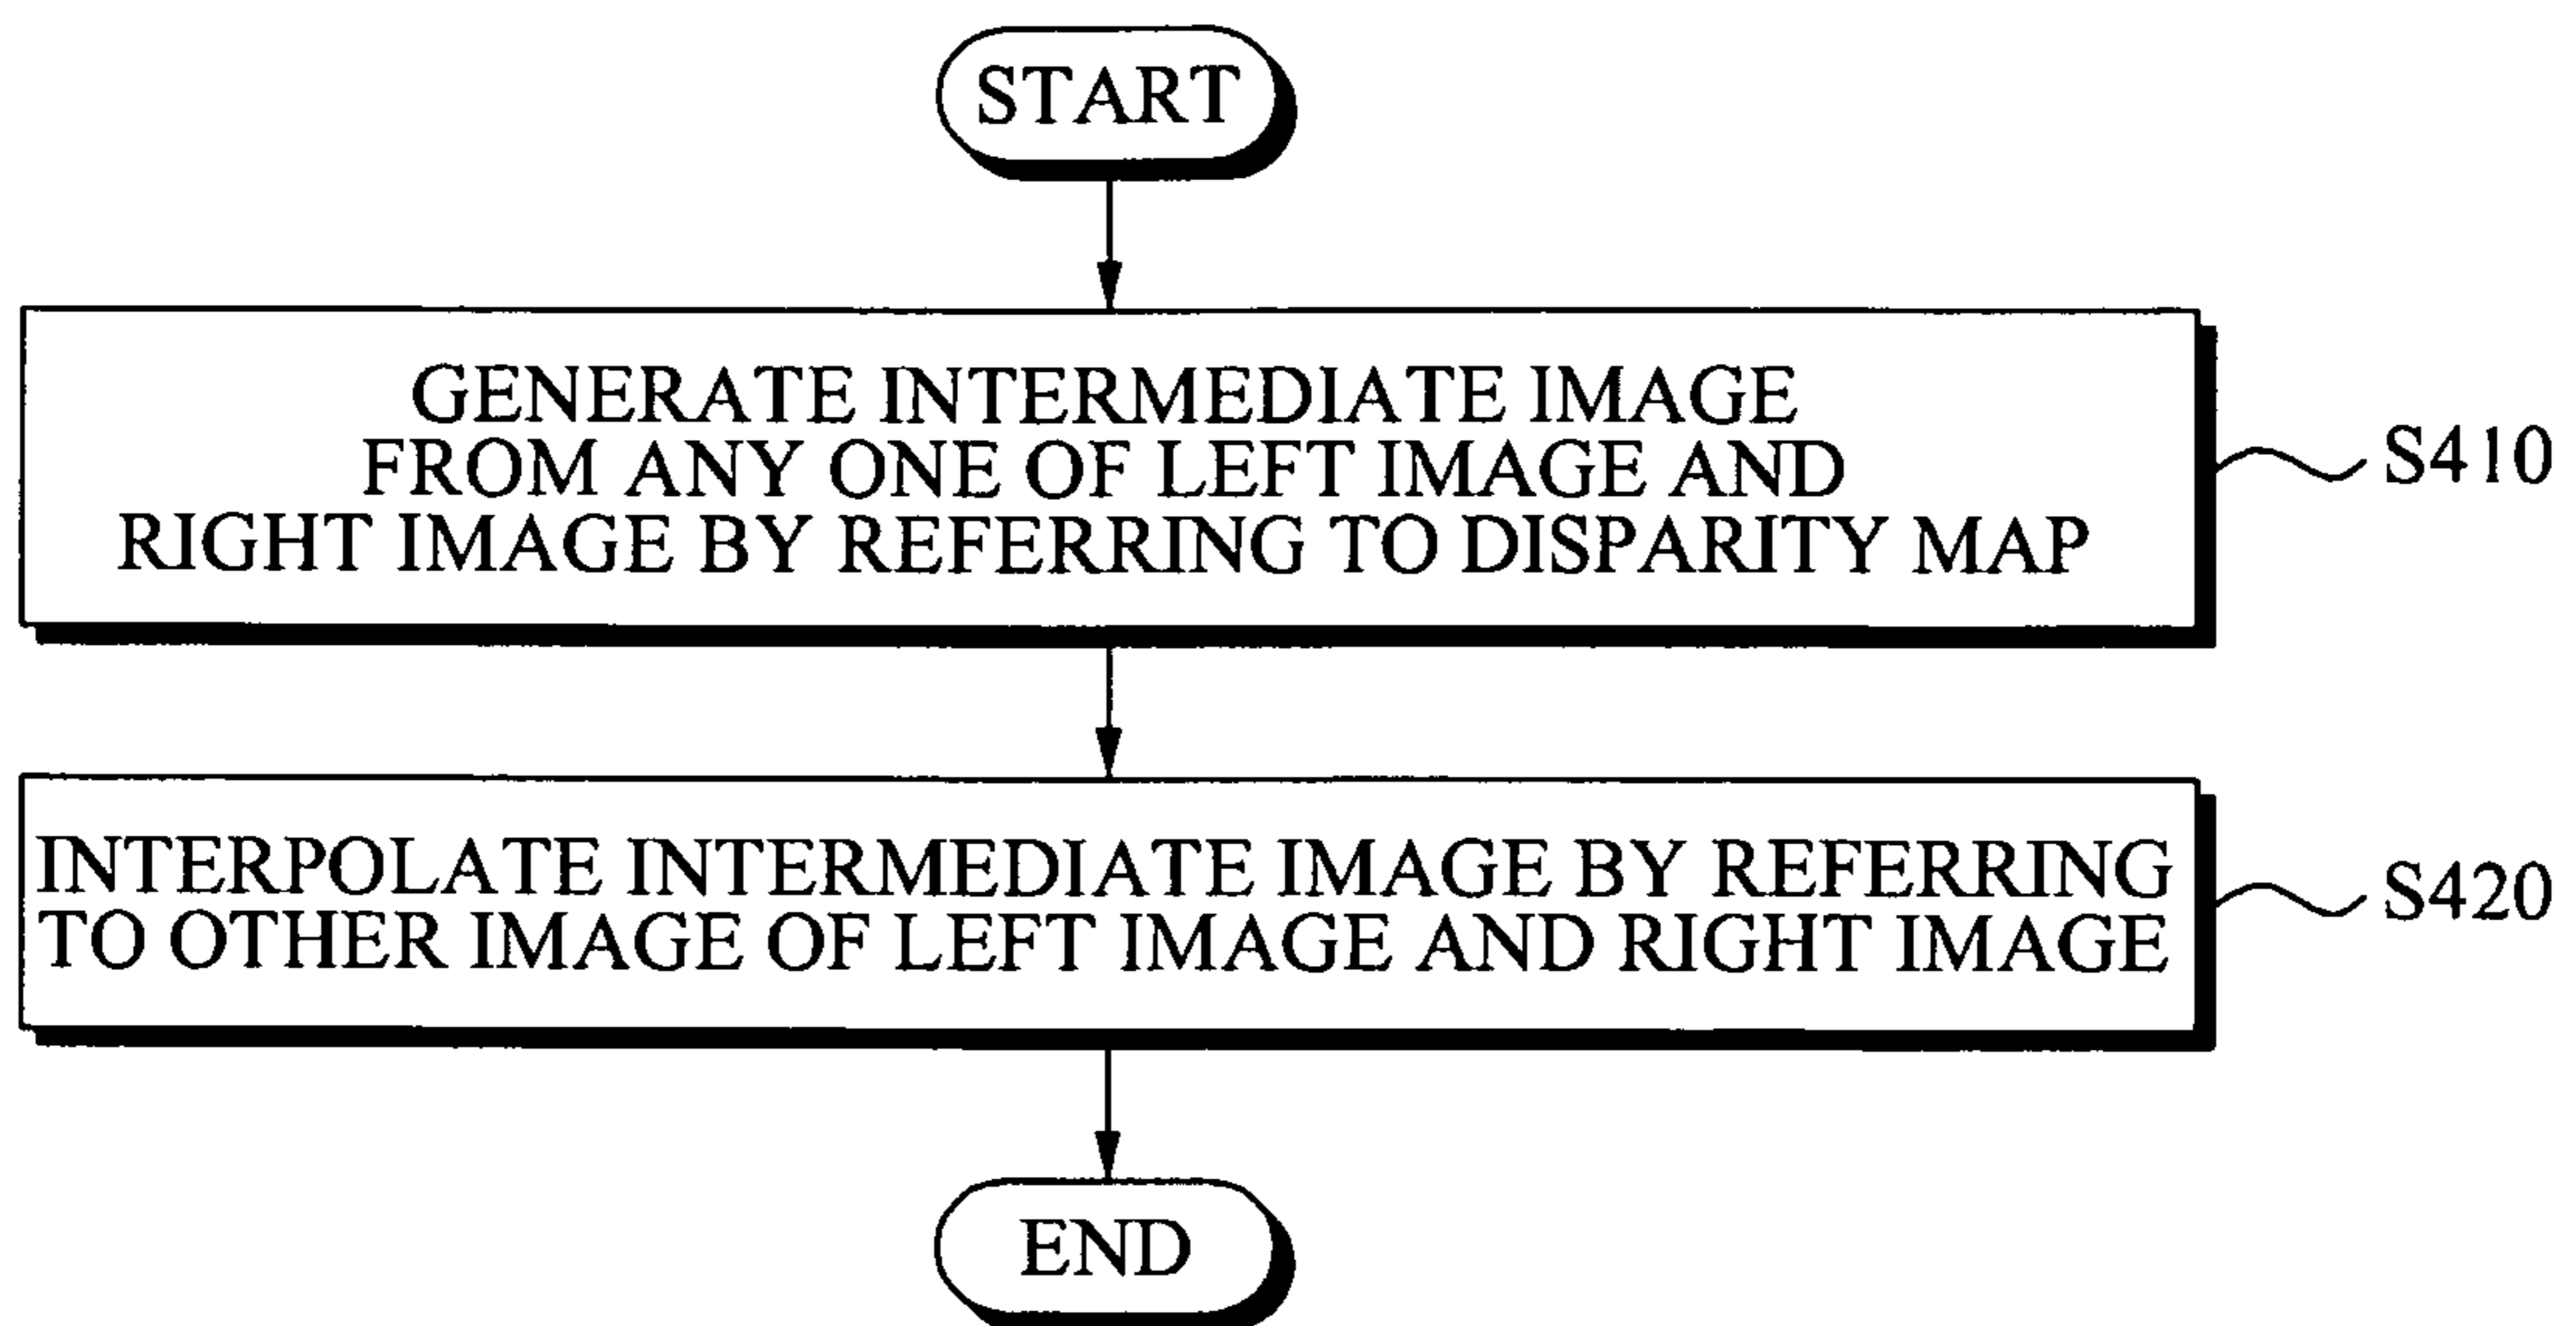 START
GENERATE INTERMEDIATE IMAGE
FROM ANY ONE OF LEFT IMAGE AND
RIGHT IMAGE BY REFERRING TO DISPARITY MAP
S410
INTERPOLATE INTERMEDIATE IMAGE BY REFERRING
TO OTHER IMAGE OF LEFT IMAGE AND RIGHT IMAGE
S420
END